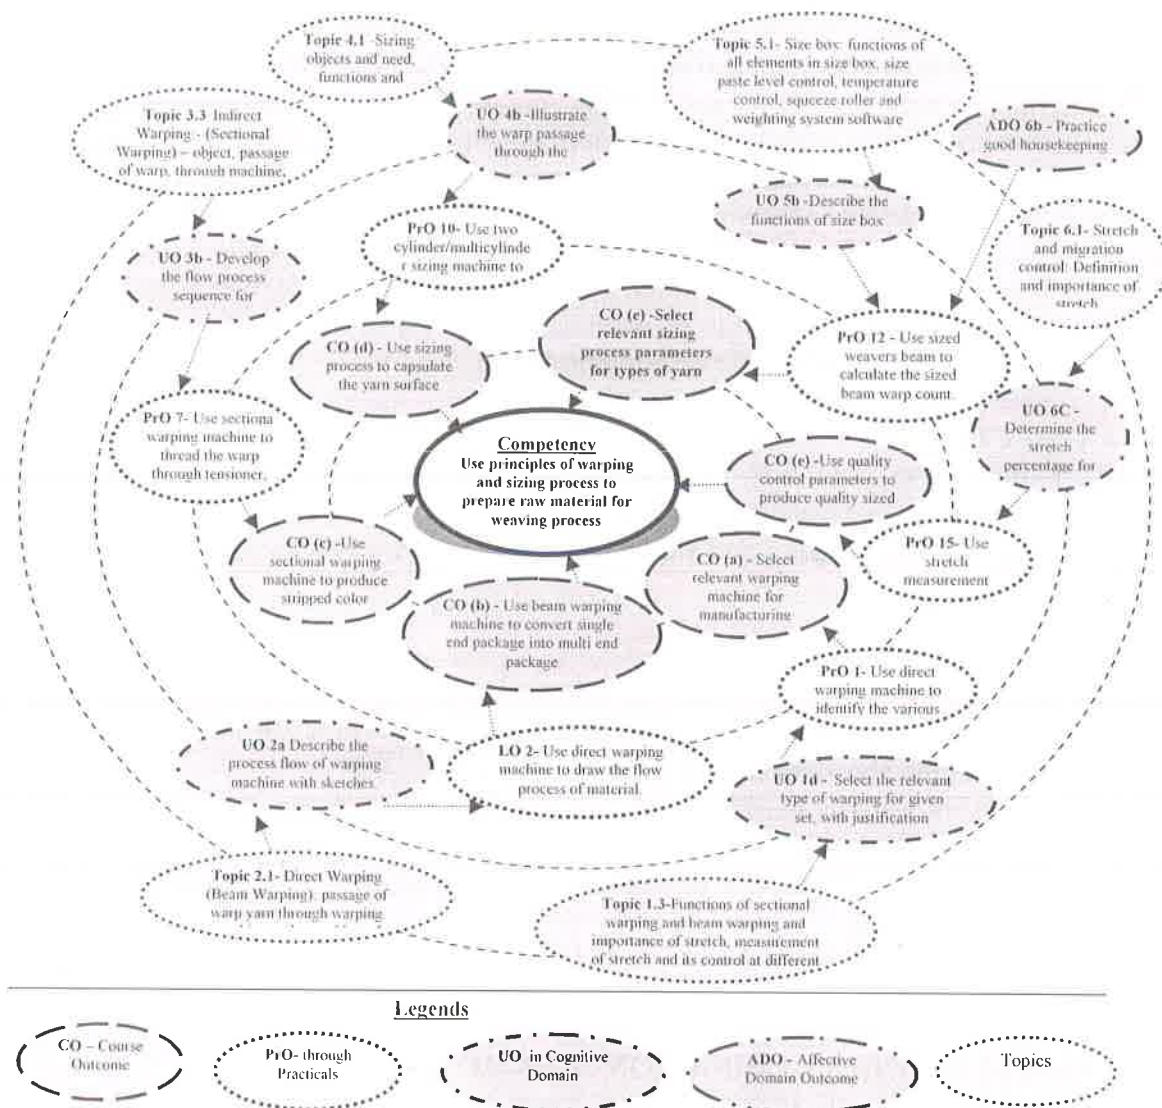 Topic 4.1 -Sizing
objects and need,
functions and
Topic 5.1- Size box: functions of
all elements in size box, size
paste level control, temperature
control, squeeze roller and
weighting system software
Topic 3.3 Indirect
Warping - (Sectional
Warping) – object, passage
of warp, through machine,
UO 4b -Illustrate
the warp passage
through the
ADO 6b - Practice
good housekeeping
UO 5b -Describe the
functions of size box
PrO 10- Use two
cylinder/multicylinde
r sizing machine to
Topic 6.1- Stretch
and migration
control: Definition
and importance of
stretch
UO 3b - Develop
the flow process
sequence for
CO (e) -Select
relevant sizing
process parameters
for types of yarn
CO (d) - Use sizing
process to capsulate
the yarn surface
PrO 12 - Use sized
weavers beam to
calculate the sized
beam warp count.
PrO 7- Use sectiona
warping machine to
thread the warp
through tensioner,
UO 6C -
Determine the
stretch
percentage for
Competency
Use principles of warping
and sizing process to
prepare raw material for
weaving process
CO (e) -Use quality
control parameters to
produce quality sized
CO (c) -Use
sectional warping
machine to produce
stripped color
CO (a) - Select
relevant warping
machine for
manufacturing
PrO 15- Use
stretch
measurement
CO (b) - Use beam warping
machine to convert single
end package into multi end
package.
PrO 1- Use direct
warping machine to
identify the various
UO 2a Describe the
process flow of warping
machine with sketches.
LO 2- Use direct warping
machine to draw the flow
process of material.
UO 1d - Select the relevant
type of warping for given
set, with justification
Topic 2.1- Direct Warping
(Beam Warping): passage of
warp yarn through warping
Topic 1.3-Functions of sectional
warping and beam warping and
importance of stretch, measurement
of stretch and its control at different
Legends
CO – Course
Outcome
PrO- through
Practicals
UO in Cognitive
Domain
ADO - Affective
Domain Outcome
Topics